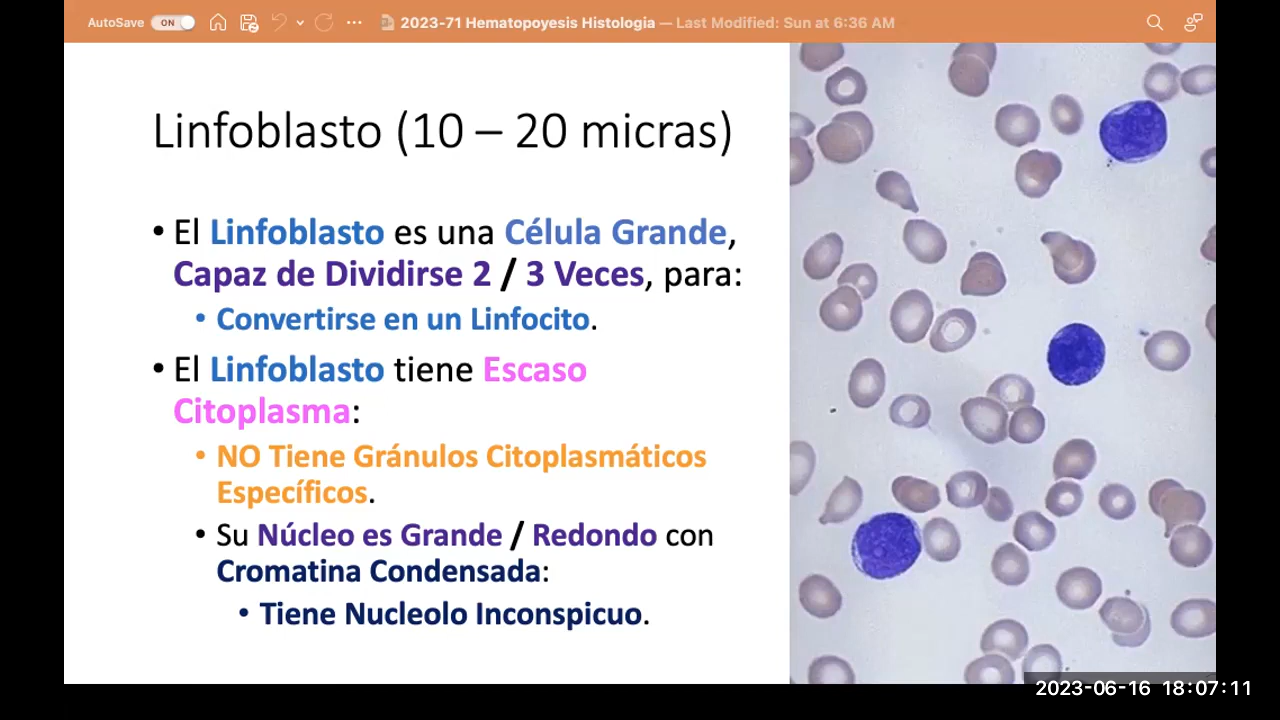 AutoSave ON ... 2023-71 Hematopoyesis Histologia — Last Modified: Sun at 6:36 AM
Linfoblasto (10 – 20 micras)
• El Linfoblasto es una Célula Grande,
Capaz de Dividirse 2 / 3 Veces, para:
• Convertirse en un Linfocito.
• El Linfoblasto tiene Escaso
Citoplasma:
• NO Tiene Gránulos Citoplasmáticos
Específicos.
• Su Núcleo es Grande / Redondo con
Cromatina Condensada:
• Tiene Nucleolo Inconspicuo.
2023-06-16 18:07:11